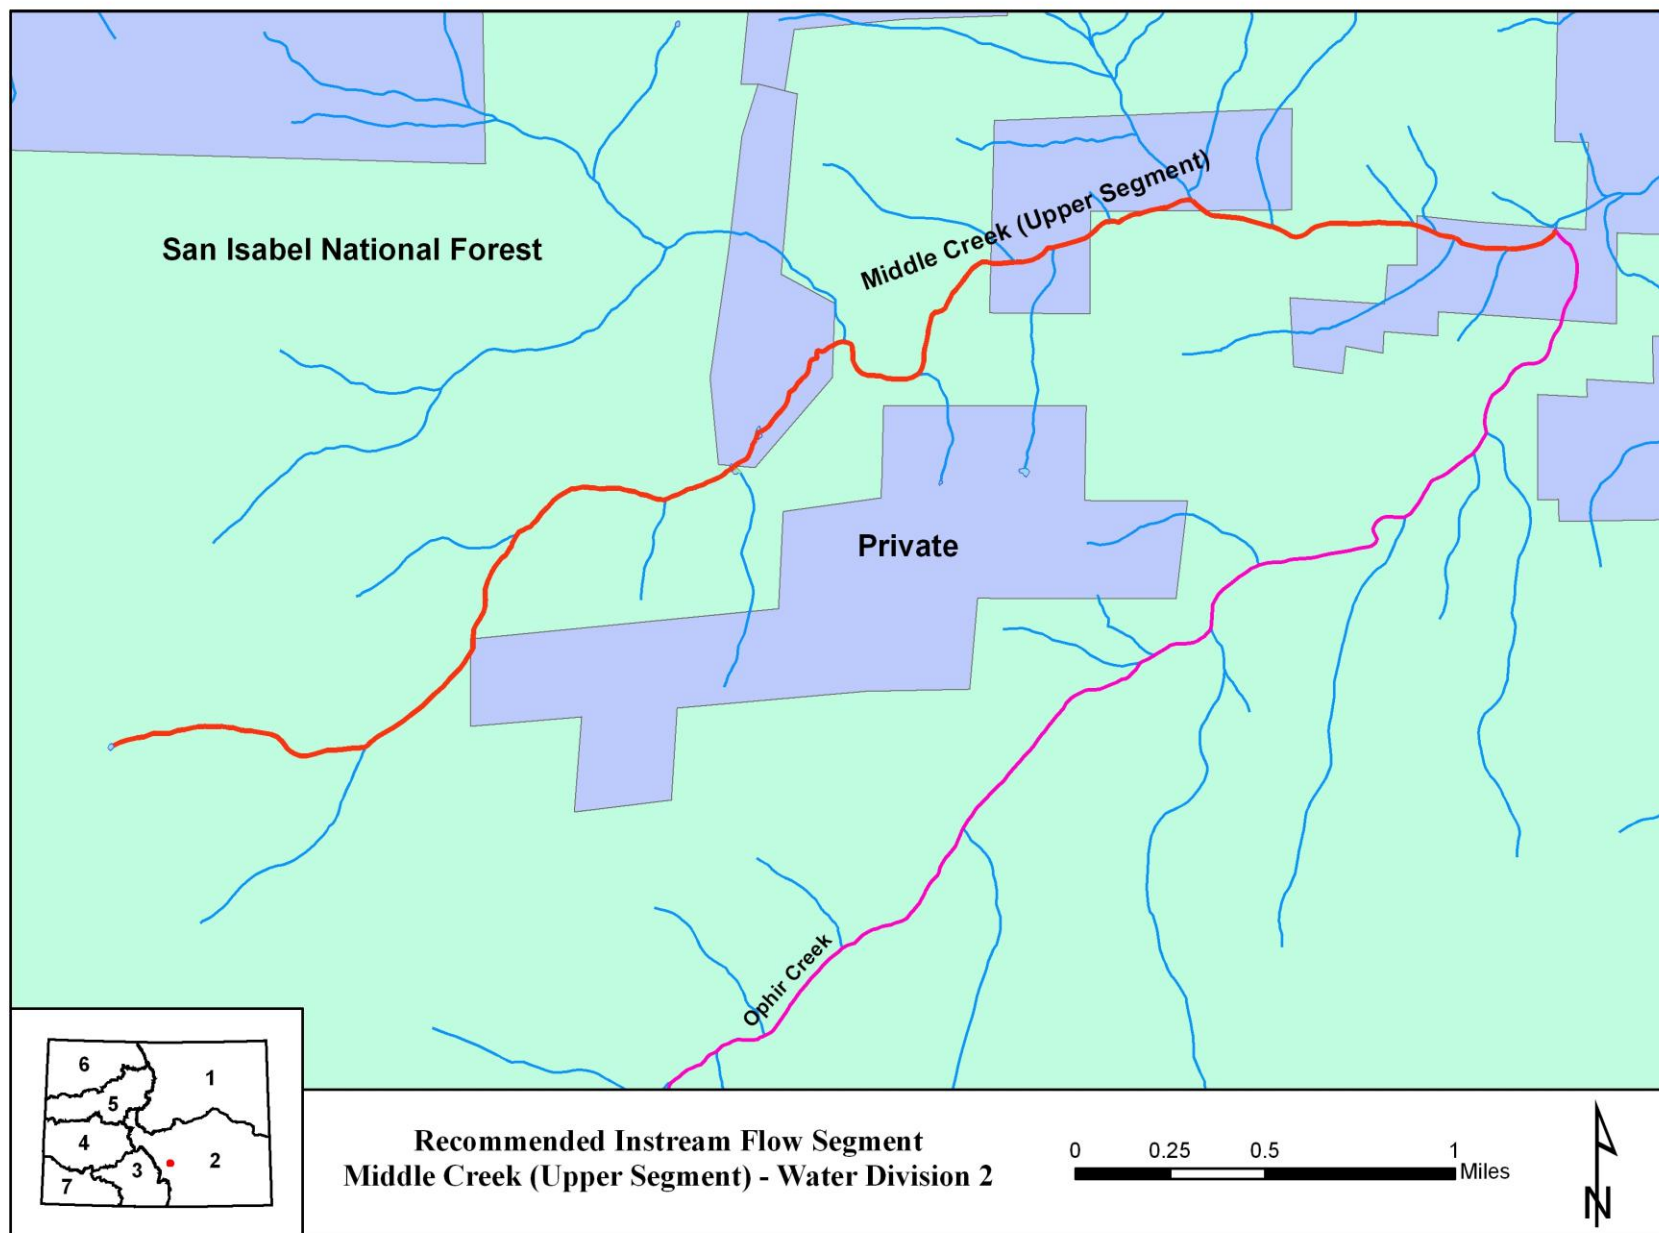 San Isabel National Forest
Middle Creek (Upper Segment)
Private
Ophir Creek
6
1
5
4
2
3
7
Recommended Instream Flow Segment
Middle Creek (Upper Segment) - Water Division 2
0 0.25 0.5 1
Miles
N